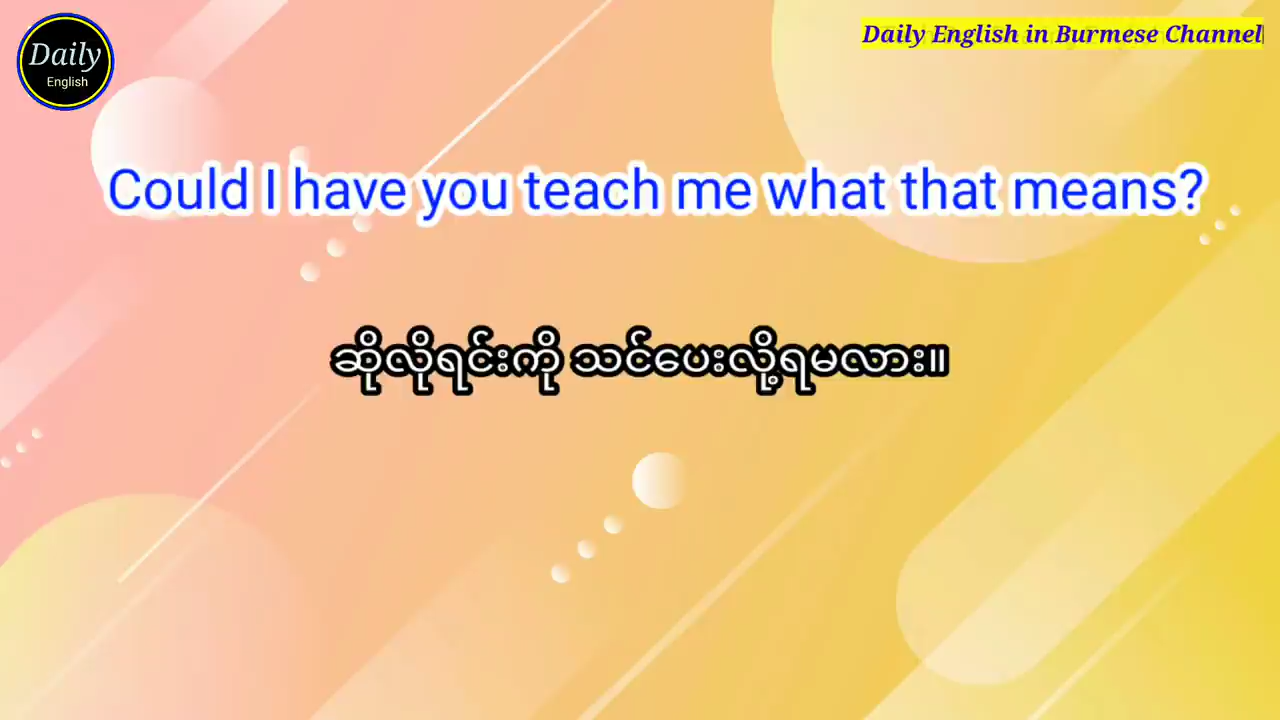 Daily
English
Daily English in Burmese Channel
Could I have you teach me what that means?
ဆိုလိုရင်းကို သင်ပေးလို့ရမလား။